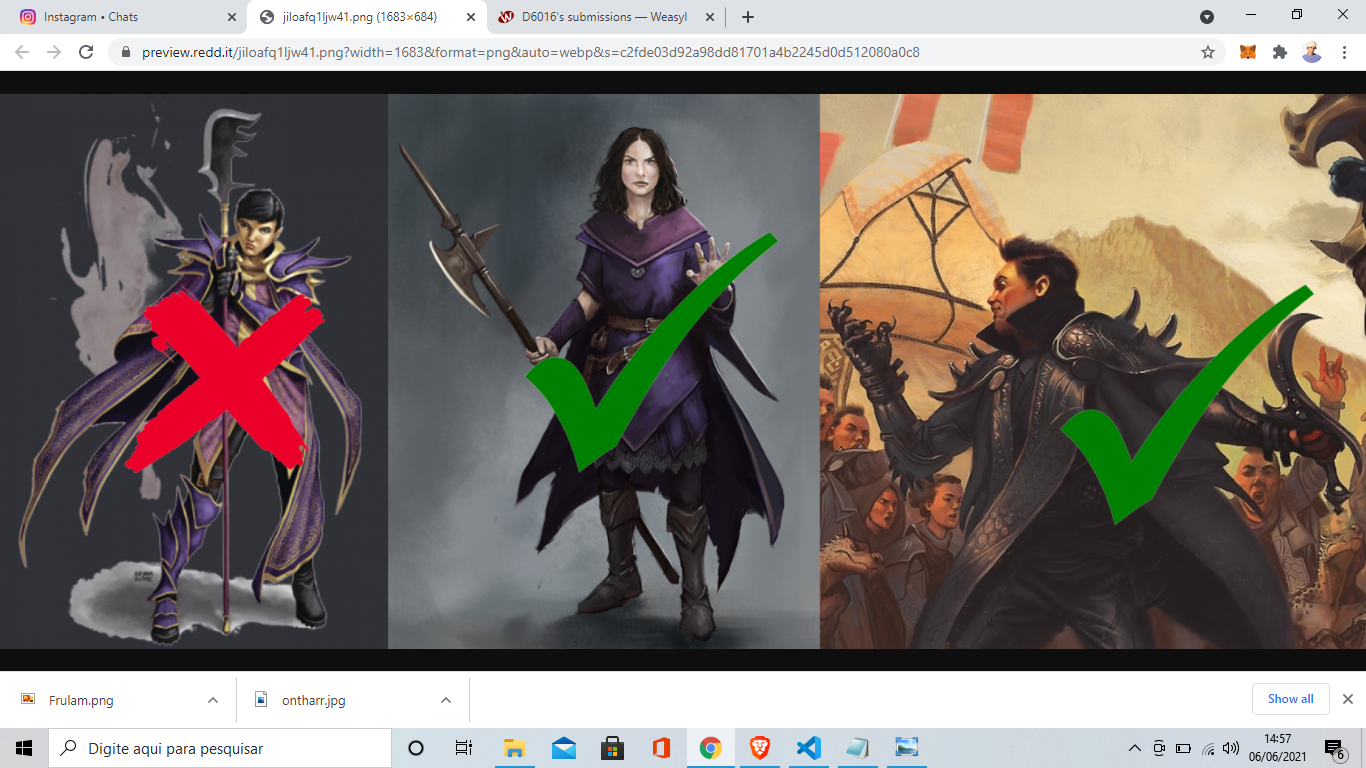 Instagram • Chats
jiloafq1ljw41.png (1683×684)
D6016's submissions — Weasyl
preview.redd.it/jiloafq1ljw41.png?width=1683&format=png&auto=webp&s=c2fde03d92a98dd81701a4b2245d0d512080a0c8
Frulam.png
ontharr.jpg
Show all
Digite aqui para pesquisar
14:57
06/06/2021
6